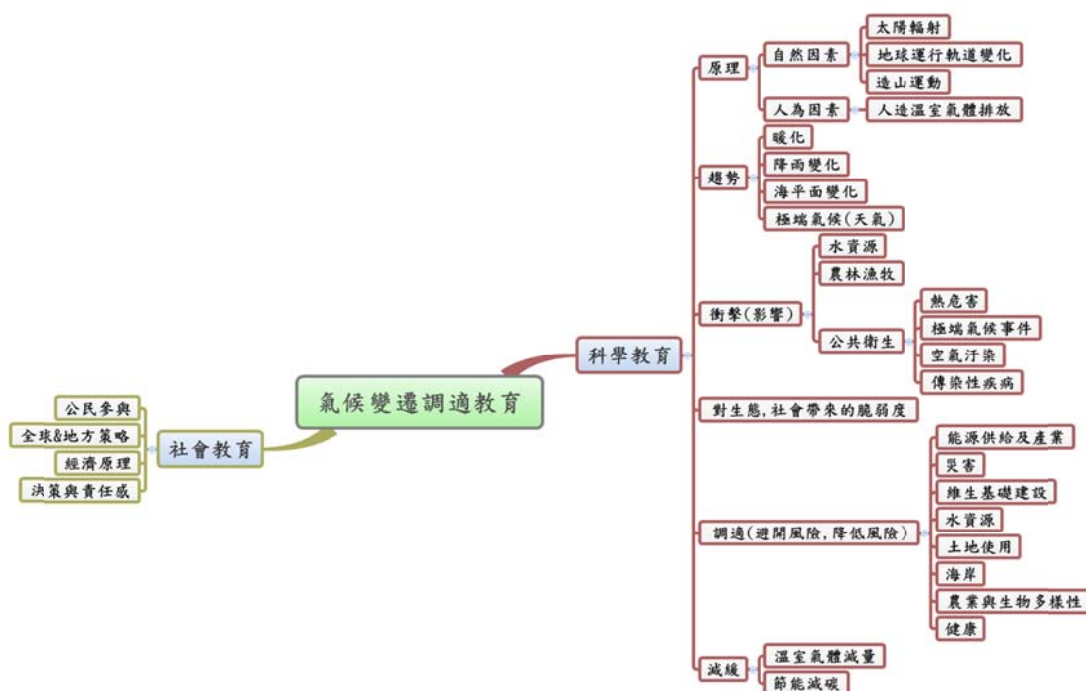 氣候變遷調適教育
科學教育
原理
自然因素
太陽輻射
地球運行軌道變化
造山運動
人為因素
人造溫室氣體排放
趨勢
暖化
降雨變化
海平面變化
極端氣候(天氣)
衝擊(影響)
水資源
農林漁牧
公共衛生
熱危害
極端氣候事件
空氣汙染
傳染性疾病
對生態,社會帶來的脆弱度
調適(避開風險,降低風險)
能源供給及產業
災害
維生基礎建設
水資源
土地使用
海岸
農業與生物多樣性
健康
減緩
溫室氣體減量
節能減碳
社會教育
公民參與
全球&地方策略
經濟原理
決策與責任感